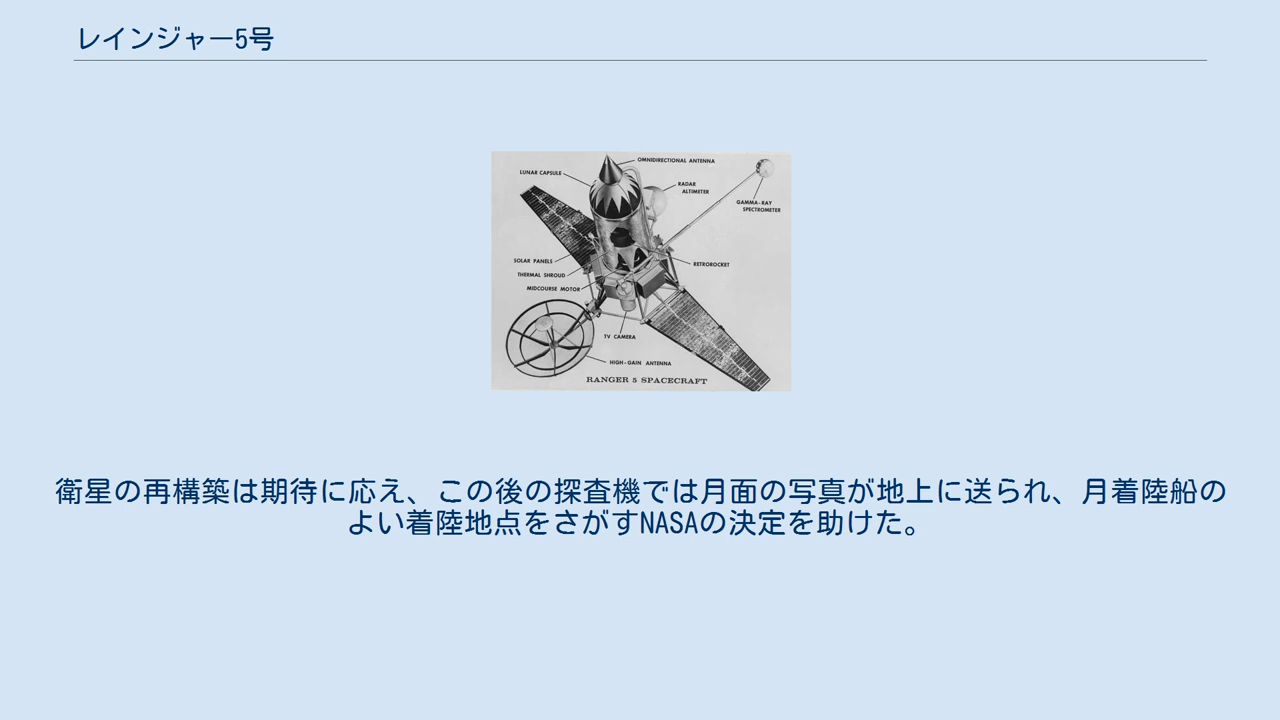 レインジャー5号
OMNIDIRECTIONAL ANTENNA
LUNAR CAPSULE
RADAR
ALTIMETER
GAMMA-RAY
SPECTROMETER
SOLAR PANELS
RETROROCKET
THERMAL SHROUD
MIDCOURSE MOTOR
TV CAMERA
HIGH-GAIN ANTENNA
RANGER 5 SPACECRAFT
衛星の再構築は期待に応え、この後の探査機では月面の写真が地上に送られ、月着陸船の
よい着陸地点をさがすNASAの決定を助けた。